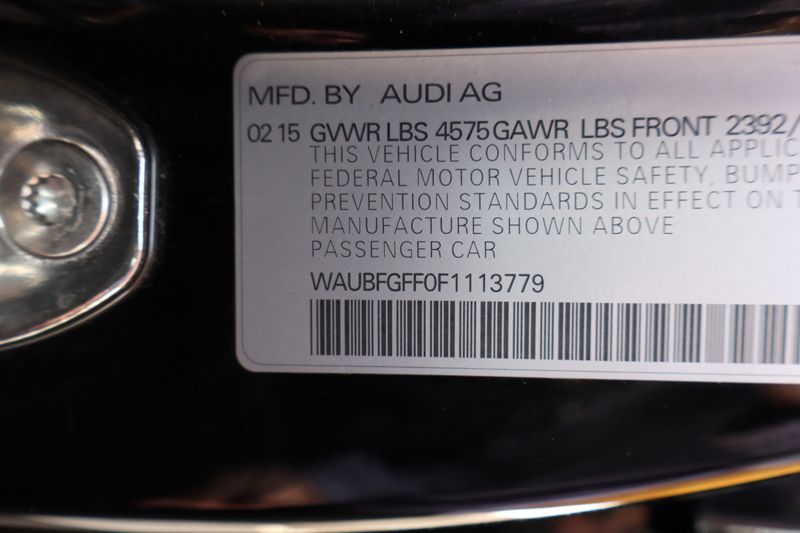 MFD. BY AUDI AG
02 15 GVWR LBS 4575 GAWR LBS FRONT 2392/
THIS VEHICLE CONFORMS TO ALL APPLIC
FEDERAL MOTOR VEHICLE SAFETY, BUMP
PREVENTION STANDARDS IN EFFECT ON T
MANUFACTURE SHOWN ABOVE
PASSENGER CAR
WAUBFGFF0F1113779